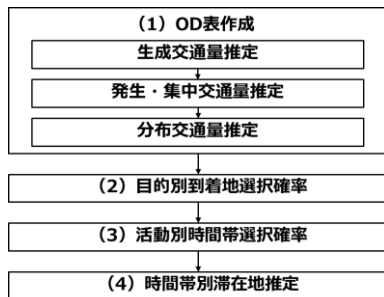 （1）OD表作成
生成交通量推定
発生・集中交通量推定
分布交通量推定
（2）目的別到着地選択確率
（3）活動別時間帯選択確率
（4）時間帯別滞在地推定